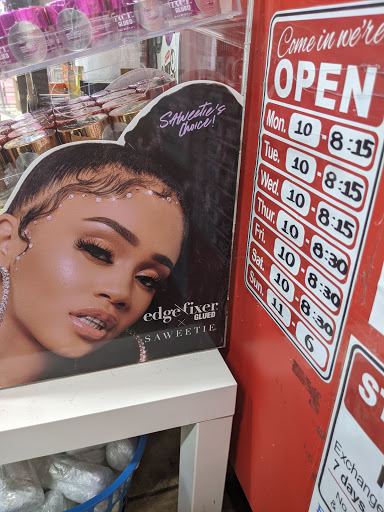 SAWEETIE'S
Choice!
edge fixer
GLUED
x
SAWEETIE
Come in we're
OPEN
Mon. 10 - 8:15
Tue. 10 - 8:15
Wed. 10 - 8:15
Thur. 10 - 8:30
Fri. 10 - 8:30
Sat. 10 - 8:30
Sun. 11 - 6
Exchange
7 days